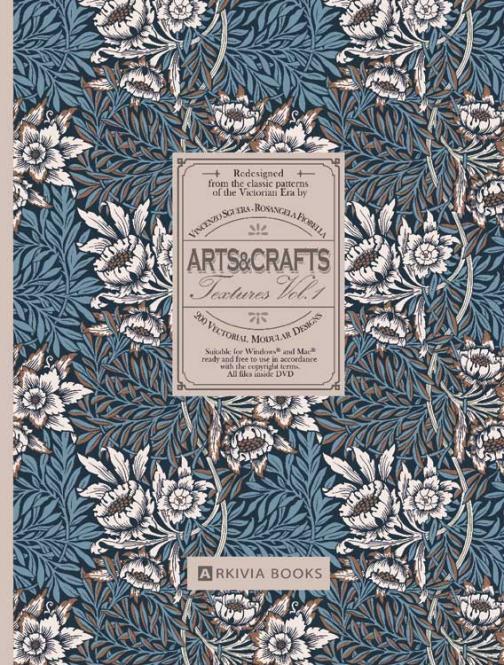 Redesigned
from the classic patterns
of the Victorian Era by
Vincenzo Sguera - Rosangela Fiorella
ARTS&CRAFTS
Textures Vol. 1
200 Vectorial Modular Designs
Suitable for Windows® and Mac®
ready and free to use in accordance
with the copyright terms.
All files inside DVD
ARKIVIA BOOKS